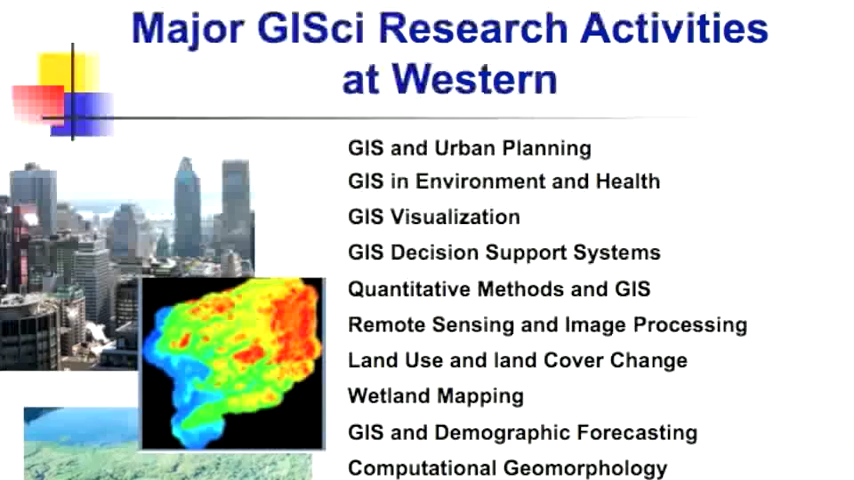 Major GISci Research Activities
at Western
GIS and Urban Planning
GIS in Environment and Health
GIS Visualization
GIS Decision Support Systems
Quantitative Methods and GIS
Remote Sensing and Image Processing
Land Use and land Cover Change
Wetland Mapping
GIS and Demographic Forecasting
Computational Geomorphology